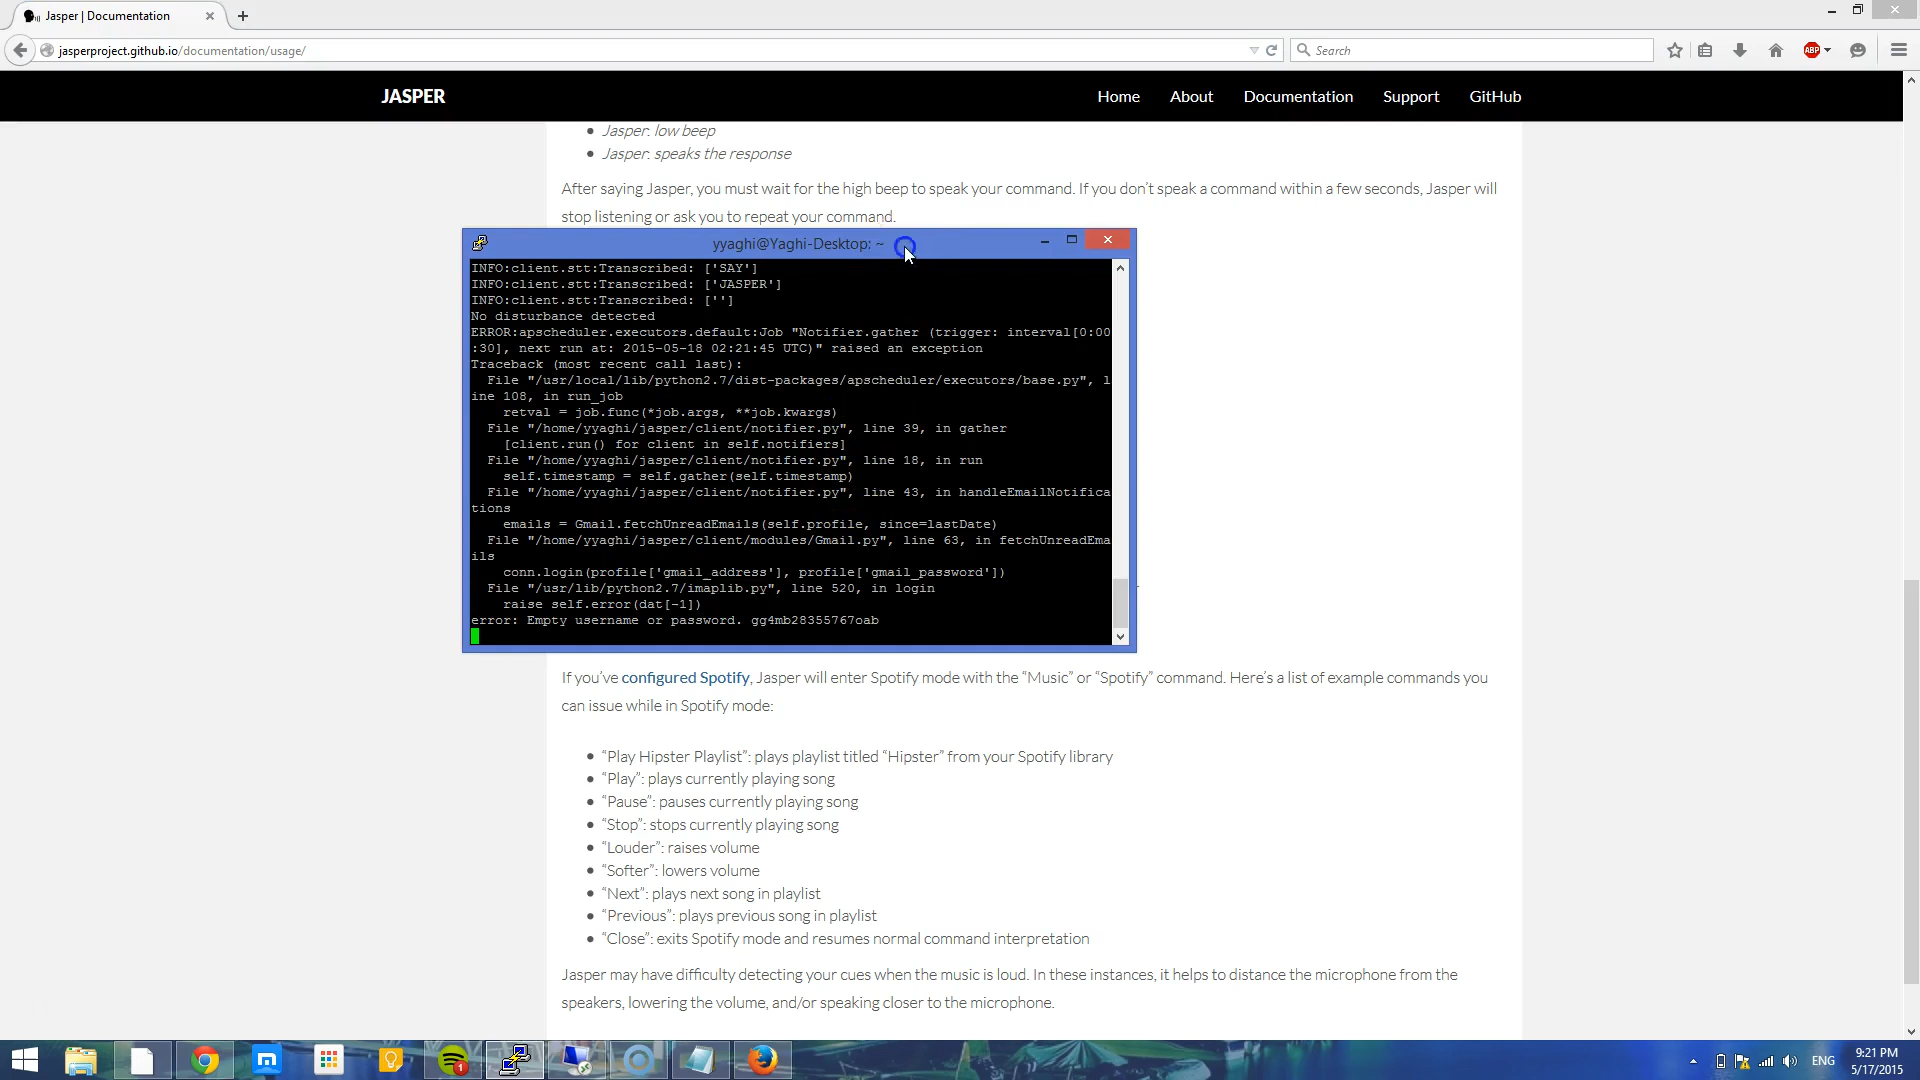 Jasper | Documentation
jasperproject.github.io/documentation/usage/
Search
ABP
JASPER
Home About Documentation Support GitHub
Jasper: low beep
Jasper: speaks the response
After saying Jasper, you must wait for the high beep to speak your command. If you don’t speak a command within a few seconds, Jasper will
stop listening or ask you to repeat your command.
yyaghi@Yaghi-Desktop: ~
INFO:client.stt:Transcribed: ['SAY']
INFO:client.stt:Transcribed: ['JASPER']
INFO:client.stt:Transcribed: ['']
No disturbance detected
ERROR:apscheduler.executors.default:Job "Notifier.gather (trigger: interval[0:00
:30], next run at: 2015-05-18 02:21:45 UTC)" raised an exception
Traceback (most recent call last):
File "/usr/local/lib/python2.7/dist-packages/apscheduler/executors/base.py", l
ine 108, in run_job
retval = job.func(*job.args, **job.kwargs)
File "/home/yyaghi/jasper/client/notifier.py", line 39, in gather
[client.run() for client in self.notifiers]
File "/home/yyaghi/jasper/client/notifier.py", line 18, in run
self.timestamp = self.gather(self.timestamp)
File "/home/yyaghi/jasper/client/notifier.py", line 43, in handleEmailNotifica
tions
emails = Gmail.fetchUnreadEmails(self.profile, since=lastDate)
File "/home/yyaghi/jasper/client/modules/Gmail.py", line 63, in fetchUnreadEma
ils
conn.login(profile['gmail_address'], profile['gmail_password'])
File "/usr/lib/python2.7/imaplib.py", line 520, in login
raise self.error(dat[-1])
error: Empty username or password. gg4mb28355767oab
If you’ve configured Spotify, Jasper will enter Spotify mode with the “Music” or “Spotify” command. Here’s a list of example commands you
can issue while in Spotify mode:
“Play Hipster Playlist”: plays playlist titled “Hipster” from your Spotify library
“Play”: plays currently playing song
“Pause”: pauses currently playing song
“Stop”: stops currently playing song
“Louder”: raises volume
“Softer”: lowers volume
“Next”: plays next song in playlist
“Previous”: plays previous song in playlist
“Close”: exits Spotify mode and resumes normal command interpretation
Jasper may have difficulty detecting your cues when the music is loud. In these instances, it helps to distance the microphone from the
speakers, lowering the volume, and/or speaking closer to the microphone.
1
ENG
9:21 PM
5/17/2015